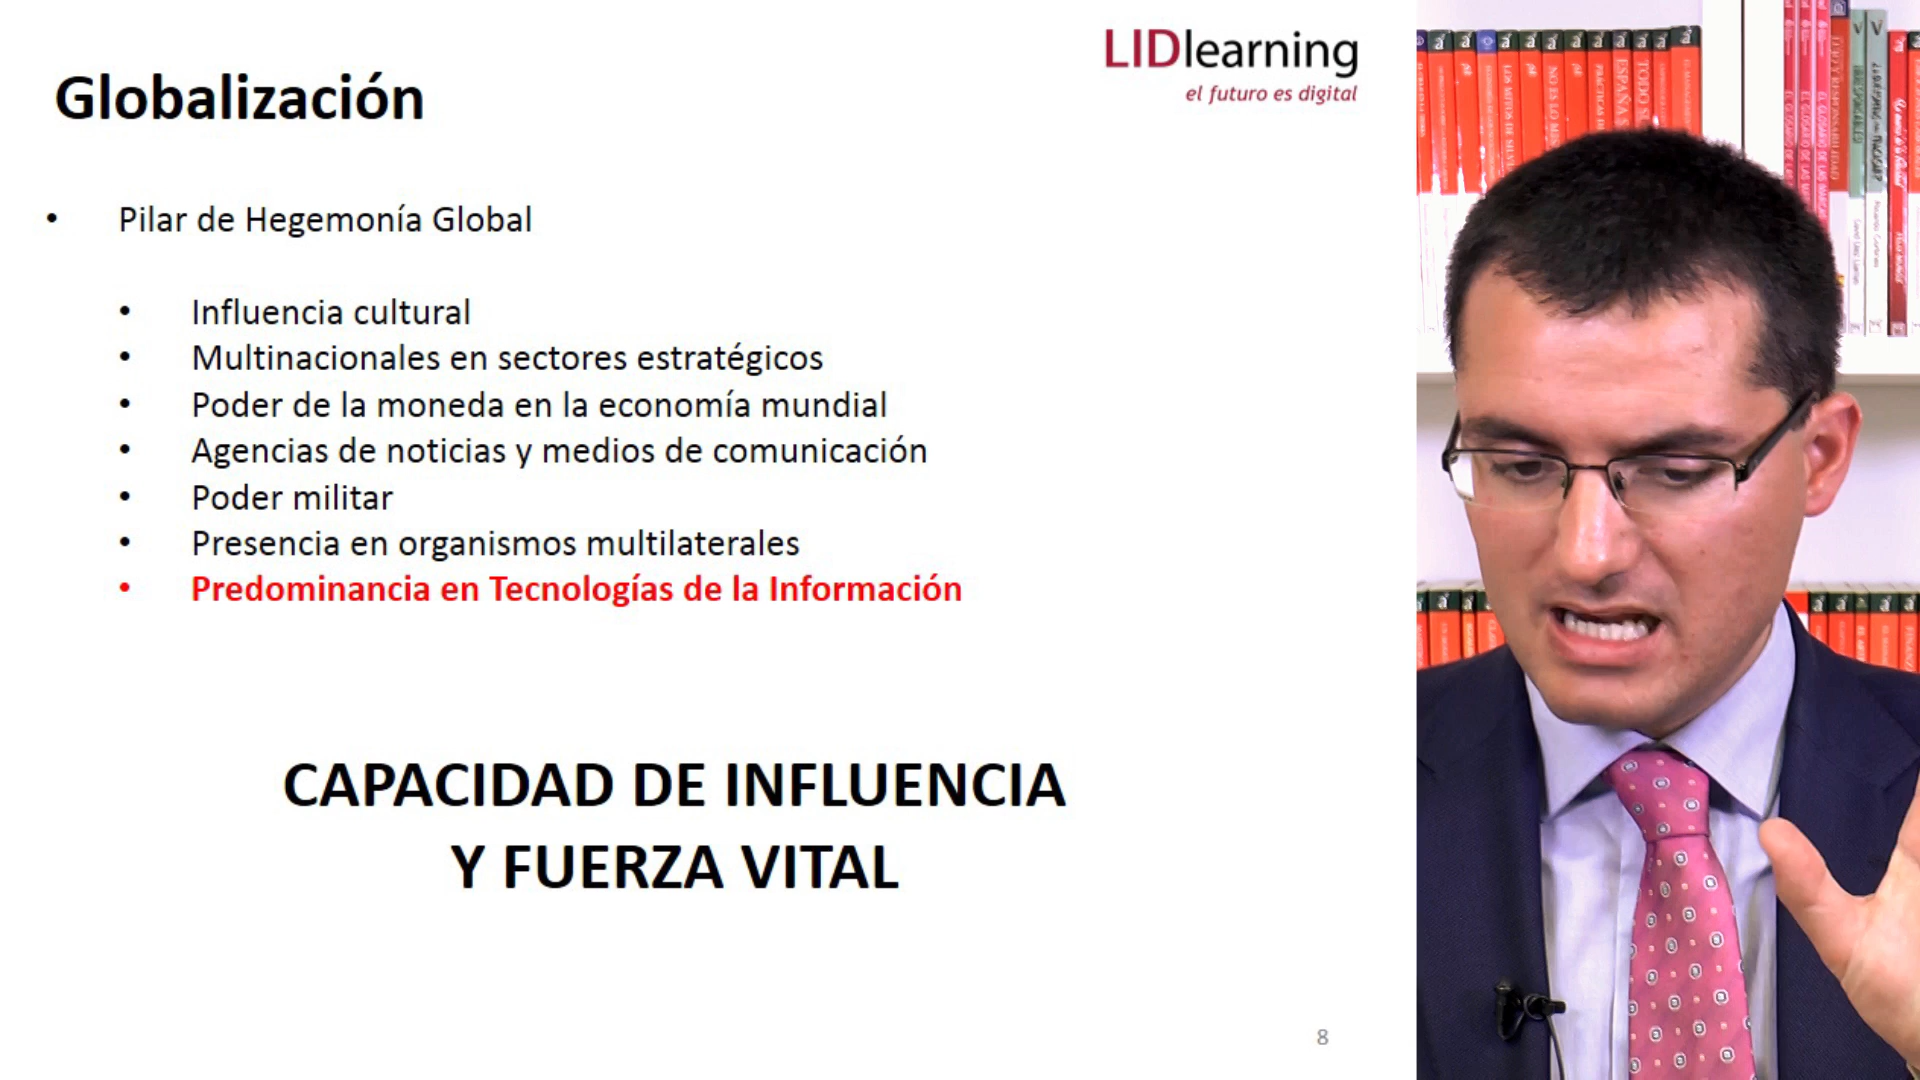 LIDlearning
el futuro es digital
Globalización
• Pilar de Hegemonía Global
• Influencia cultural
• Multinacionales en sectores estratégicos
• Poder de la moneda en la economía mundial
• Agencias de noticias y medios de comunicación
• Poder militar
• Presencia en organismos multilaterales
• Predominancia en Tecnologías de la Información
CAPACIDAD DE INFLUENCIA
Y FUERZA VITAL
8